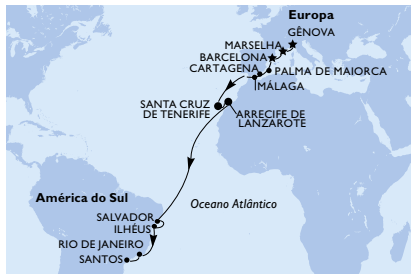 Europa
GÊNOVA
MARSELHA
BARCELONA
CARTAGENA
PALMA DE MAIORCA
MÁLAGA
SANTA CRUZ
DE TENERIFE
ARRECIFE DE
LANZAROTE
América do Sul
Oceano Atlântico
SALVADOR
ILHÉUS
RIO DE JANEIRO
SANTOS